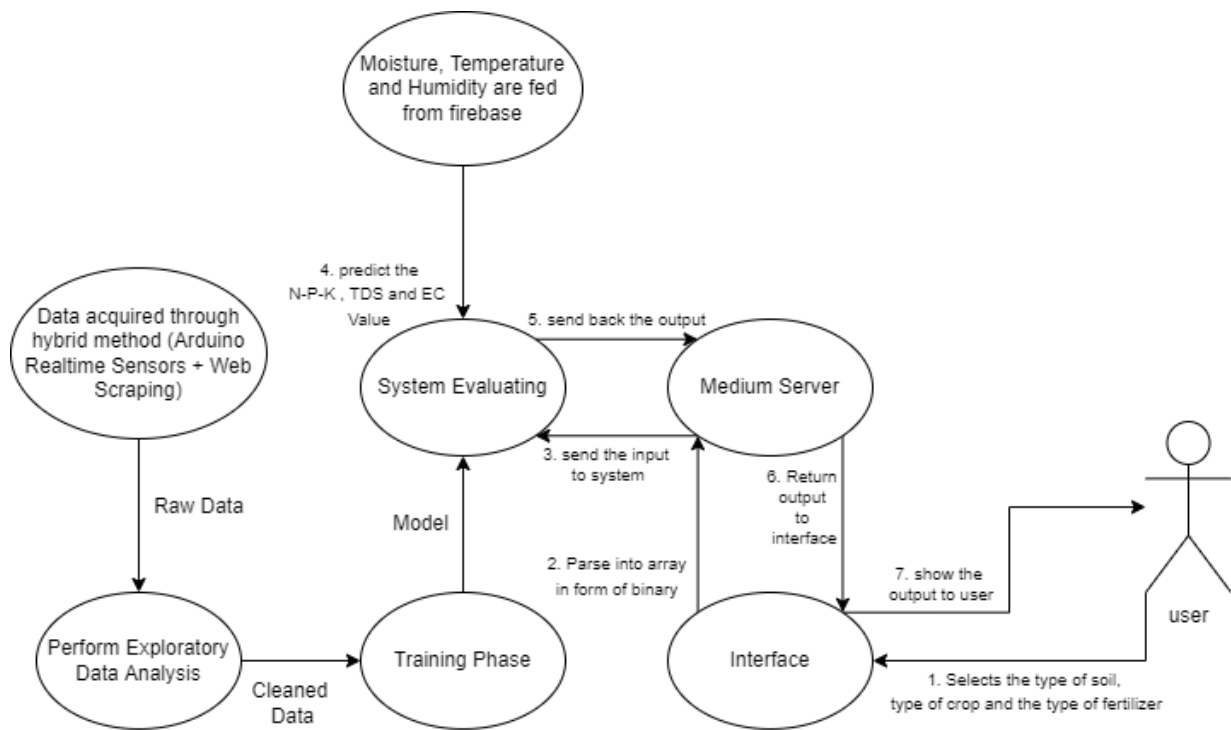 Moisture, Temperature
and Humidity are fed
from firebase
4. predict the
N-P-K , TDS and EC
Value
Data acquired through
hybrid method (Arduino
Realtime Sensors + Web
Scraping)
5. send back the output
System Evaluating
Medium Server
3. send the input
to system
6. Return
output
to
interface
Raw Data
Model
2. Parse into array
in form of binary
7. show the
output to user
user
Perform Exploratory
Data Analysis
Cleaned
Data
Training Phase
Interface
1. Selects the type of soil,
type of crop and the type of fertilizer